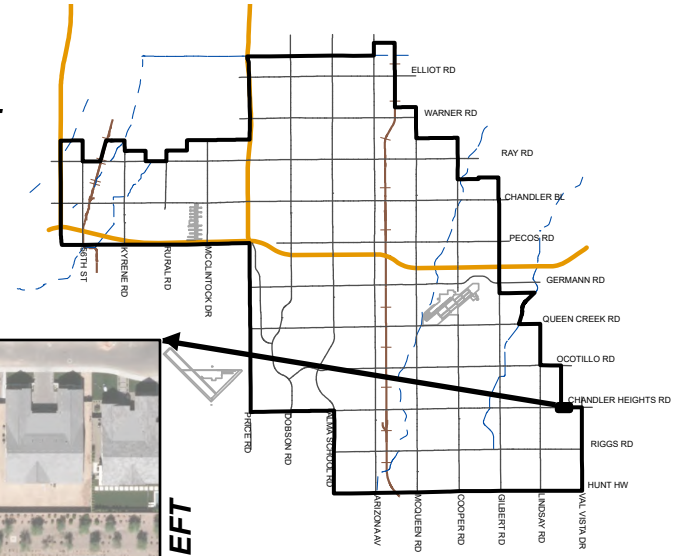 ELLIOT RD
WARNER RD
RAY RD
CHANDLER BL
PECOS RD
GERMANN RD
QUEEN CREEK RD
OCOTILLO RD
CHANDLER HEIGHTS RD
RIGGS RD
HUNT HW
56TH ST
KYRENE RD
RURAL RD
MCCLINTOCK DR
PRICE RD
DOBSON RD
ALMA SCHOOL RD
ARIZONA AV
MCQUEEN RD
COOPER RD
GILBERT RD
LINDSAY RD
VAL VISTA DR
EFT